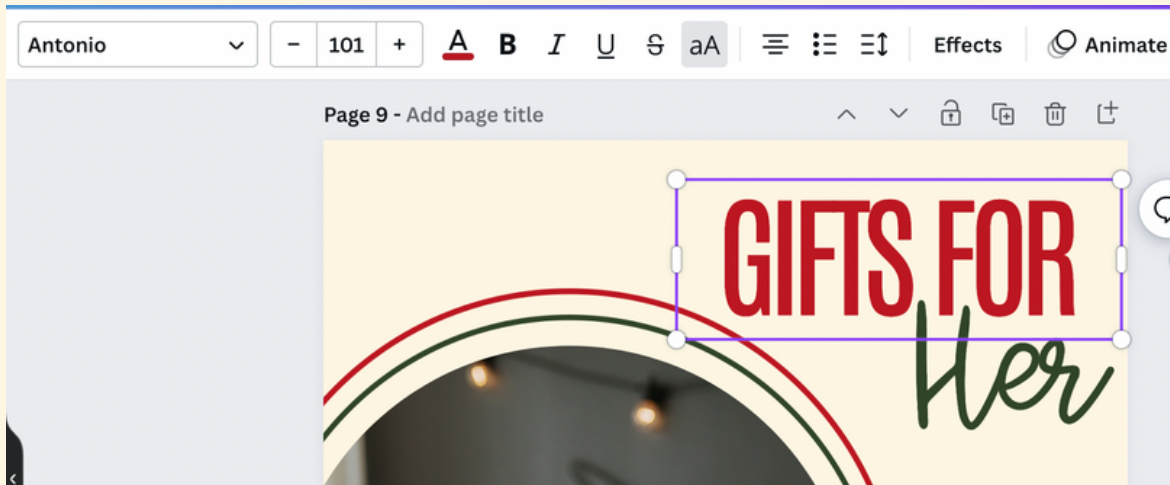 Antonio – 101 + A B I U S aA Effects Animate
Page 9 - Add page title
GIFTS FOR
Her